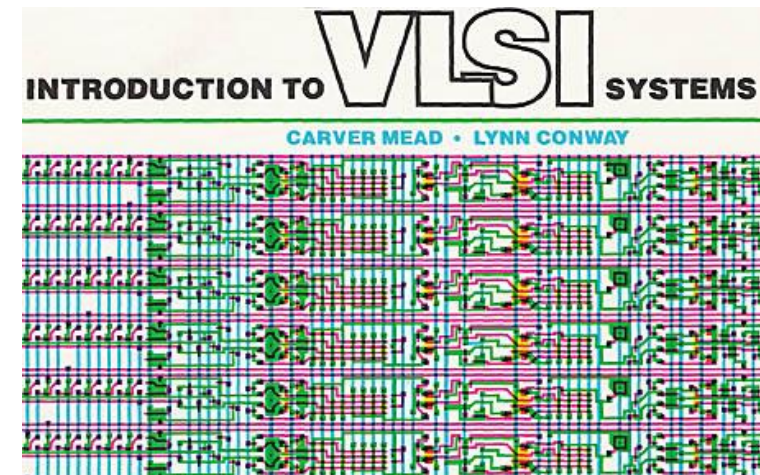 INTRODUCTION TO VLSI SYSTEMS
CARVER MEAD • LYNN CONWAY